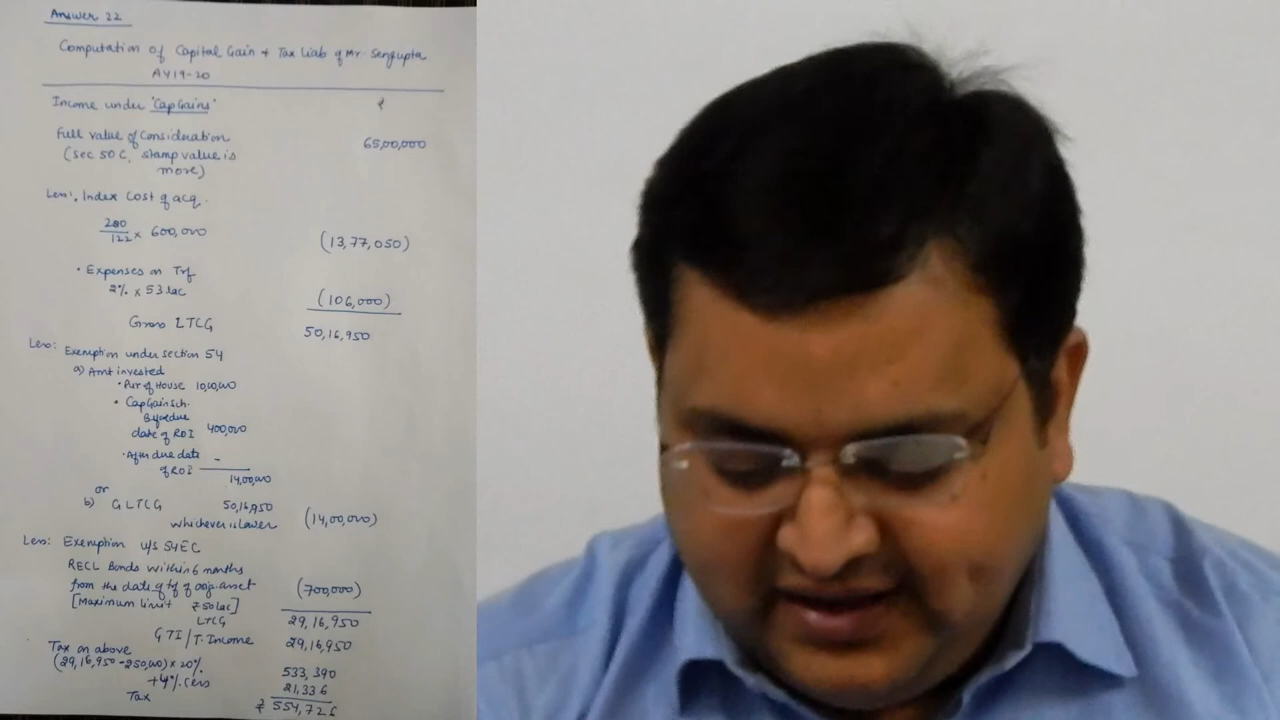 Answer 22
Computation of Capital Gain + Tax Liab of Mr. Sengupta
AY19-20
Income under 'CapGains' ₹
Full value of Consideration 65,00,000
(Sec 50C, stamp value is
more)
Less: . Index Cost of acq.
280/122 x 600,000 (13,77,050)
• Expenses on Trf
2% x 53 lac (106,000)
Gross LTCG 50,16,950
Less: Exemption under section 54
a) Amt invested
• Pur of House 10,00,000
• CapGain Sch.
By due
date of ROI 400,000
• After due date -
of ROI 14,00,000
or
b) GLTCG 50,16,950
whichever is lower (14,00,000)
Less: Exemption u/s 54EC
RECL Bonds within 6 months
from the date of trf of orgi. asset (700,000)
[Maximum limit ₹50 lac]
LTCG 29,16,950
GTI/T. Income 29,16,950
Tax on above
(29,16,950 - 250,000) x 20% 533,390
+4% Cess 21,336
Tax ₹ 554,726